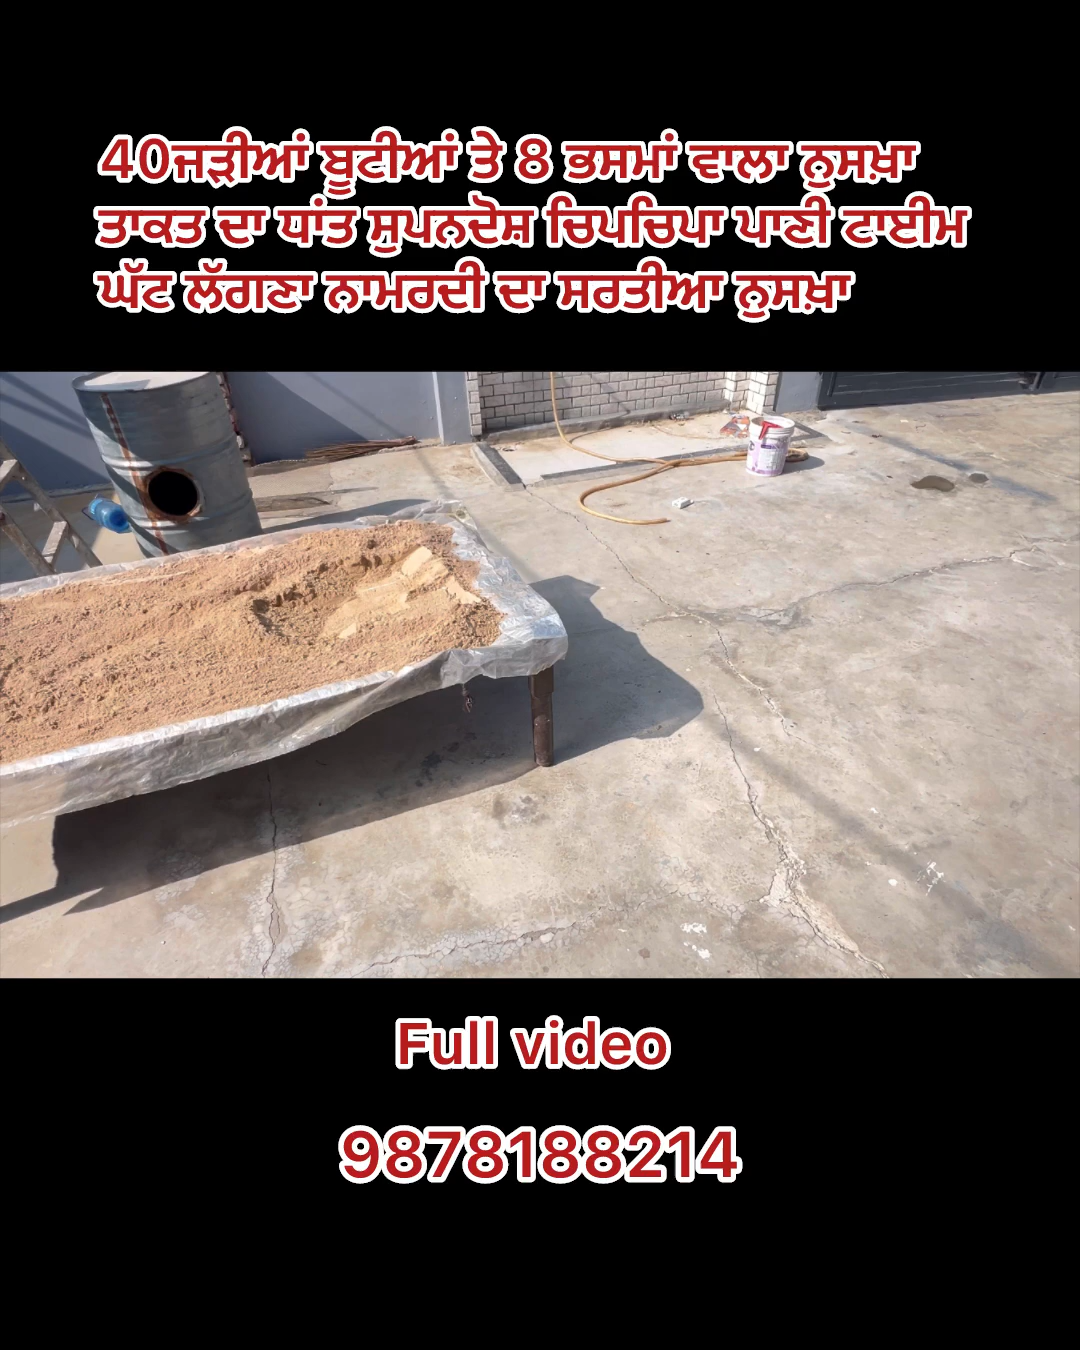 40ਜੜੀਆਂ ਬੂਟੀਆਂ ਤੇ 8 ਭਸਮਾਂ ਵਾਲਾ ਨੁਸਖ਼ਾ
ਤਾਕਤ ਦਾ ਧਾਂਤ ਸੁਪਨਦੋਸ਼ ਚਿਪਚਿਪਾ ਪਾਣੀ ਟਾਈਮ
ਘੱਟ ਲੱਗਣਾ ਨਾਮਰਦੀ ਦਾ ਸਰਤੀਆ ਨੁਸਖ਼ਾ
Full video
9878188214